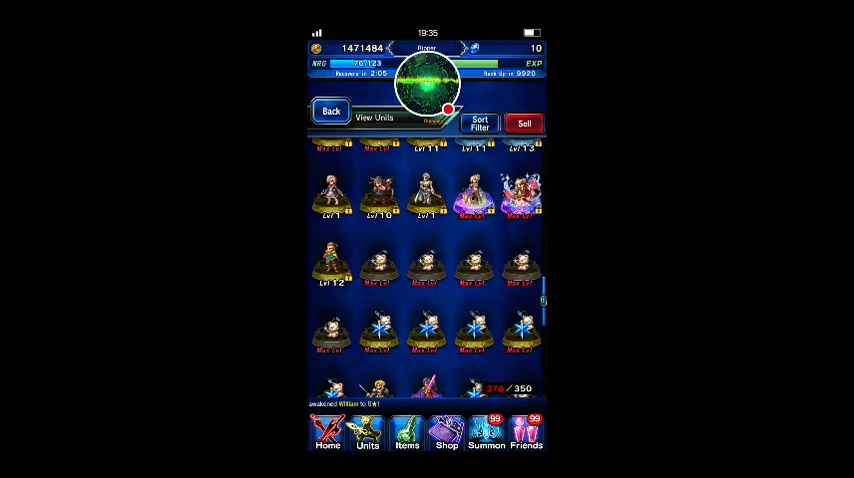 19:35
1471484
Ripper
10
NRG
76/123
EXP
Recovers in 2:05
Rank Up in 9920
Back
View Units
Sort
Filter
Sell
Max Lvl
Max Lvl
Lvl 11
Lvl 11
Lvl 13
Lvl 1
Lvl 10
Lvl 1
Max Lvl
Max Lvl
Lvl 12
Max Lvl
Max Lvl
Max Lvl
Max Lvl
Max Lvl
Max Lvl
Max Lvl
Max Lvl
Max Lvl
378/350
awakened William to 6★!
99
99
Home
Units
Items
Shop
Summon
Friends